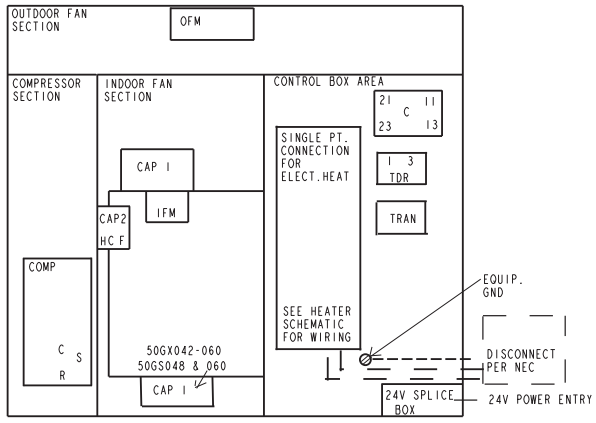 OUTDOOR FAN
SECTION
OFM
COMPRESSOR
SECTION
INDOOR FAN
SECTION
CONTROL BOX AREA
21 11
C
23 13
SINGLE PT.
CONNECTION
FOR
ELECT.HEAT
CAP 1
1 3
TDR
IFM
CAP2
HC F
TRAN
COMP
EQUIP.
GND
SEE HEATER
SCHEMATIC
FOR WIRING
C
S
R
50GX042-060
50GS048 & 060
DISCONNECT
PER NEC
CAP 1
24V SPLICE
BOX
24V POWER ENTRY